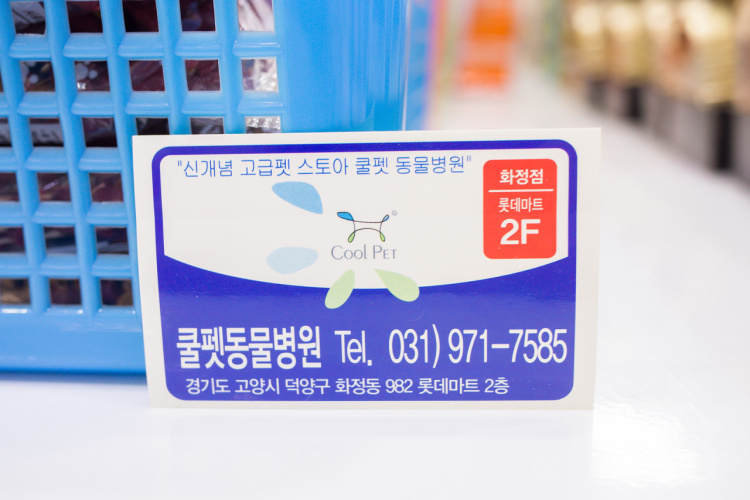 "신개념 고급펫 스토아 쿨펫 동물병원"
화정점
롯데마트
2F
®
COOL PET
쿨펫동물병원 Tel. 031) 971-7585
경기도 고양시 덕양구 화정동 982 롯데마트 2층